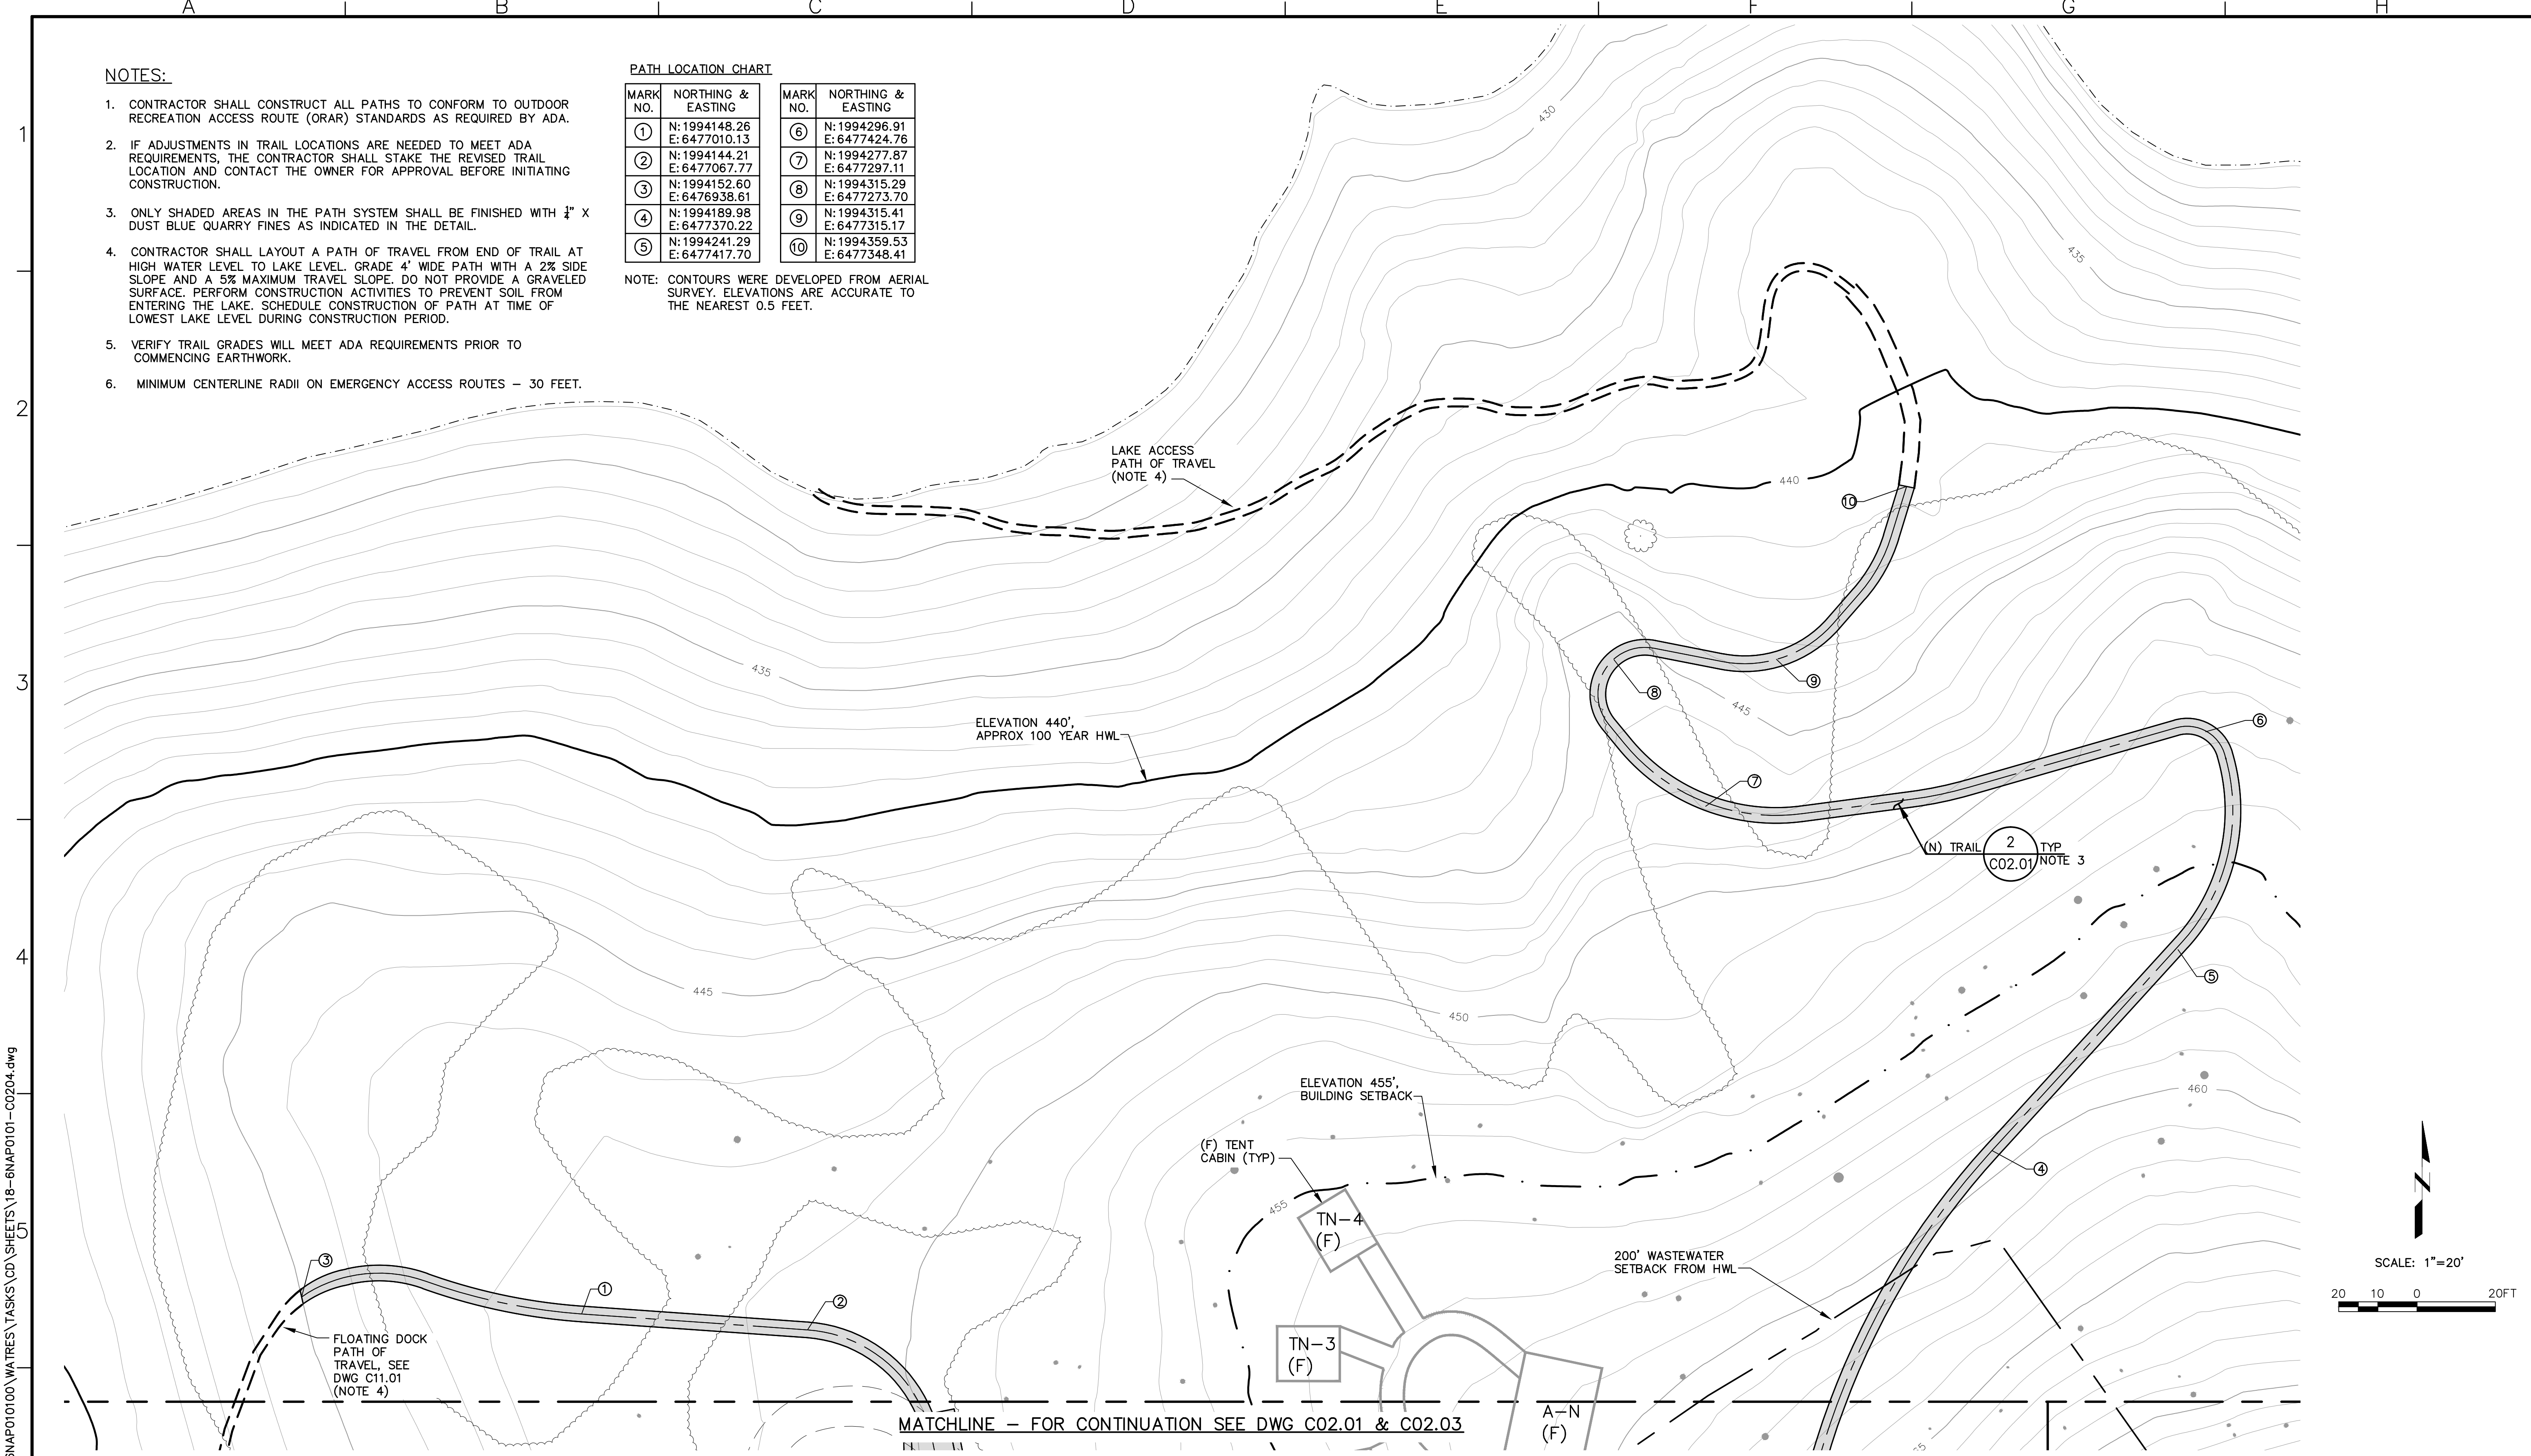 A B C D E F G H
1
2
3
4
5
NOTES:
1. CONTRACTOR SHALL CONSTRUCT ALL PATHS TO CONFORM TO OUTDOOR
RECREATION ACCESS ROUTE (ORAR) STANDARDS AS REQUIRED BY ADA.
2. IF ADJUSTMENTS IN TRAIL LOCATIONS ARE NEEDED TO MEET ADA
REQUIREMENTS, THE CONTRACTOR SHALL STAKE THE REVISED TRAIL
LOCATION AND CONTACT THE OWNER FOR APPROVAL BEFORE INITIATING
CONSTRUCTION.
3. ONLY SHADED AREAS IN THE PATH SYSTEM SHALL BE FINISHED WITH ¾" X
DUST BLUE QUARRY FINES AS INDICATED IN THE DETAIL.
4. CONTRACTOR SHALL LAYOUT A PATH OF TRAVEL FROM END OF TRAIL AT
HIGH WATER LEVEL TO LAKE LEVEL. GRADE 4' WIDE PATH WITH A 2% SIDE
SLOPE AND A 5% MAXIMUM TRAVEL SLOPE. DO NOT PROVIDE A GRAVELED
SURFACE. PERFORM CONSTRUCTION ACTIVITIES TO PREVENT SOIL FROM
ENTERING THE LAKE. SCHEDULE CONSTRUCTION OF PATH AT TIME OF
LOWEST LAKE LEVEL DURING CONSTRUCTION PERIOD.
5. VERIFY TRAIL GRADES WILL MEET ADA REQUIREMENTS PRIOR TO
COMMENCING EARTHWORK.
6. MINIMUM CENTERLINE RADII ON EMERGENCY ACCESS ROUTES – 30 FEET.
PATH LOCATION CHART
MARK NO. NORTHING & EASTING
1 N:1994148.26
E:6477010.13
2 N:1994144.21
E:6477067.77
3 N:1994152.60
E:6476938.61
4 N:1994189.98
E:6477370.22
5 N:1994241.29
E:6477417.70
MARK NO. NORTHING & EASTING
6 N:1994296.91
E:6477424.76
7 N:1994277.87
E:6477297.11
8 N:1994315.29
E:6477273.70
9 N:1994315.41
E:6477315.17
10 N:1994359.53
E:6477348.41
NOTE: CONTOURS WERE DEVELOPED FROM AERIAL
SURVEY. ELEVATIONS ARE ACCURATE TO
THE NEAREST 0.5 FEET.
430
435
LAKE ACCESS
PATH OF TRAVEL
(NOTE 4)
440
10
435
8
9
445
ELEVATION 440',
APPROX 100 YEAR HWL
6
7
(N) TRAIL
2
C02.01
TYP
NOTE 3
5
445
450
ELEVATION 455',
BUILDING SETBACK
460
(F) TENT
CABIN (TYP)
4
455
TN-4
(F)
200' WASTEWATER
SETBACK FROM HWL
3
1
2
FLOATING DOCK
PATH OF
TRAVEL, SEE
DWG C11.01
(NOTE 4)
TN-3
(F)
A-N
(F)
MATCHLINE – FOR CONTINUATION SEE DWG C02.01 & C02.03
SCALE: 1"=20'
20 10 0 20FT
6NAP010100\WATRES\TASKS\CD\SHEETS\18-6NAP0101-C0204.dwg